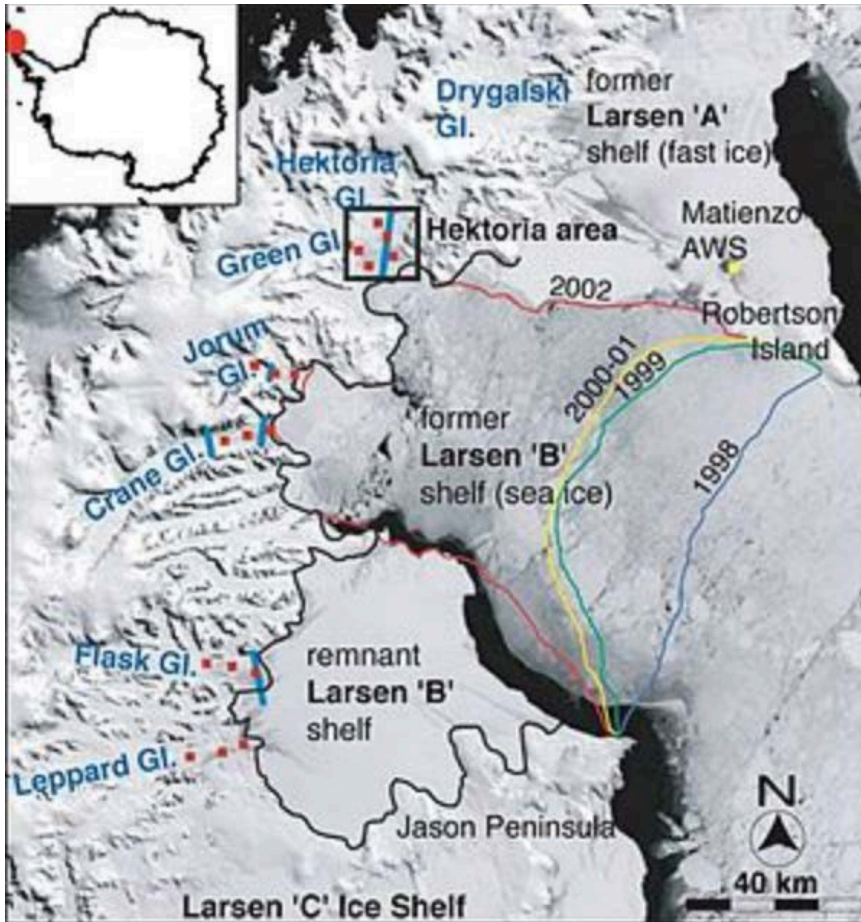 Drygalski
Gl.
former
Larsen 'A'
shelf (fast ice)
Hektoria
Gl.
Matienzo
AWS
Green Gl.
Hektoria area
2002
Robertson
Island
Jorum
Gl.
2000-01
1999
former
Larsen 'B'
shelf (sea ice)
1998
Crane Gl.
Flask Gl.
remnant
Larsen 'B'
shelf
Leppard Gl.
Jason Peninsula
N
40 km
Larsen 'C' Ice Shelf